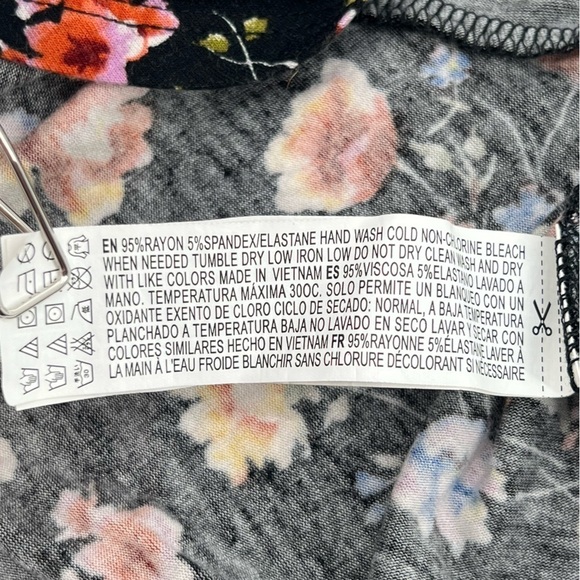 EN 95%RAYON 5%SPANDEX/ELASTANE HAND WASH COLD NON-CHLORINE BLEACH
WHEN NEEDED TUMBLE DRY LOW IRON LOW DO NOT DRY CLEAN WASH AND DRY
WITH LIKE COLORS MADE IN VIETNAM ES 95%VISCOSA 5%ELASTANO LAVADO A
MANO. TEMPERATURA MÁXIMA 30OC. SOLO PERMITE UN BLANQUEO CON UN
OXIDANTE EXENTO DE CLORO CICLO DE SECADO: NORMAL, A BAJA TEMPERATURA
PLANCHADO A TEMPERATURA BAJA NO LAVADO EN SECO LAVAR Y SECAR CON
COLORES SIMILARES HECHO EN VIETNAM FR 95%RAYONNE 5%ELASTANE LAVER À
LA MAIN À L'EAU FROIDE BLANCHIR SANS CHLORURE DÉCOLORANT SI NÉCESSAIRE